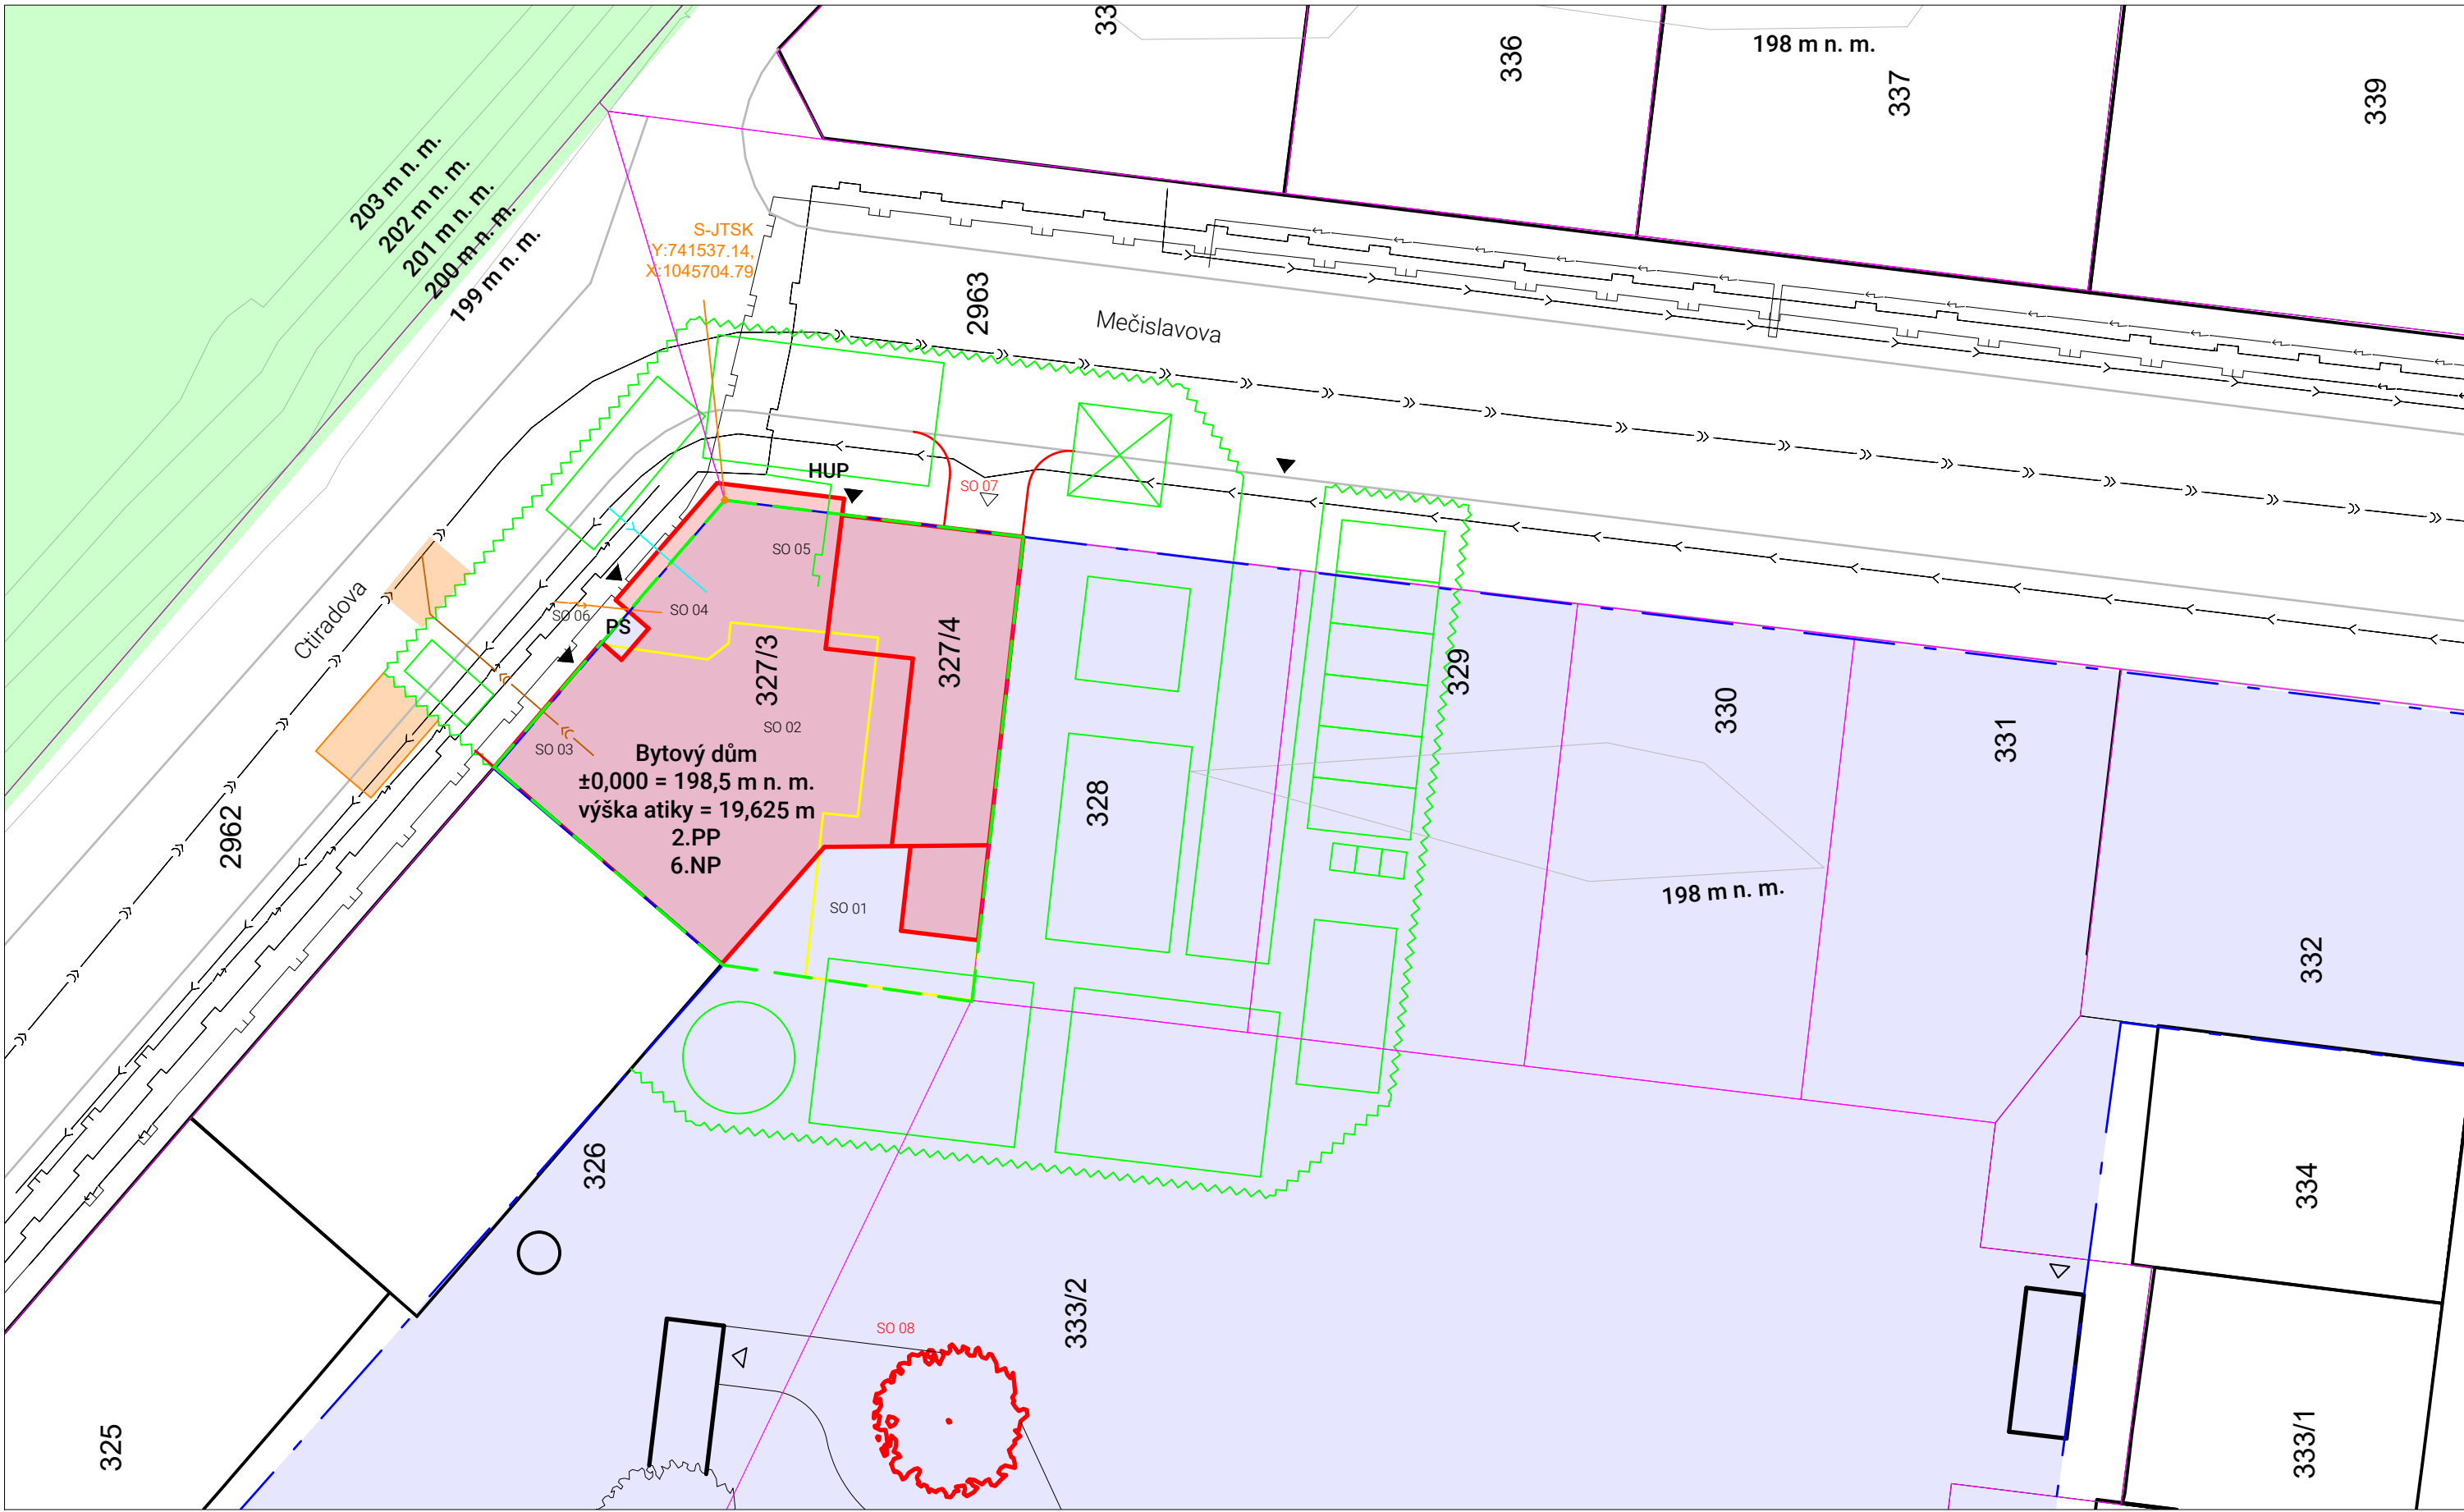 33
336
198 m n. m.
337
339
203 m n. m.
202 m n. m.
201 m n. m.
200 m n. m.
199 m n. m.
S-JTSK
Y:741537.14,
X:1045704.79
2963
Mečislavova
HUP
SO 07
SO 05
SO 04
SO 06
PS
Ctiradova
327/3
327/4
329
330
331
SO 02
SO 03
Bytový dům
±0,000 = 198,5 m n. m.
výška atiky = 19,625 m
2.PP
6.NP
328
2962
198 m n. m.
SO 01
332
326
334
333/2
SO 08
325
333/1